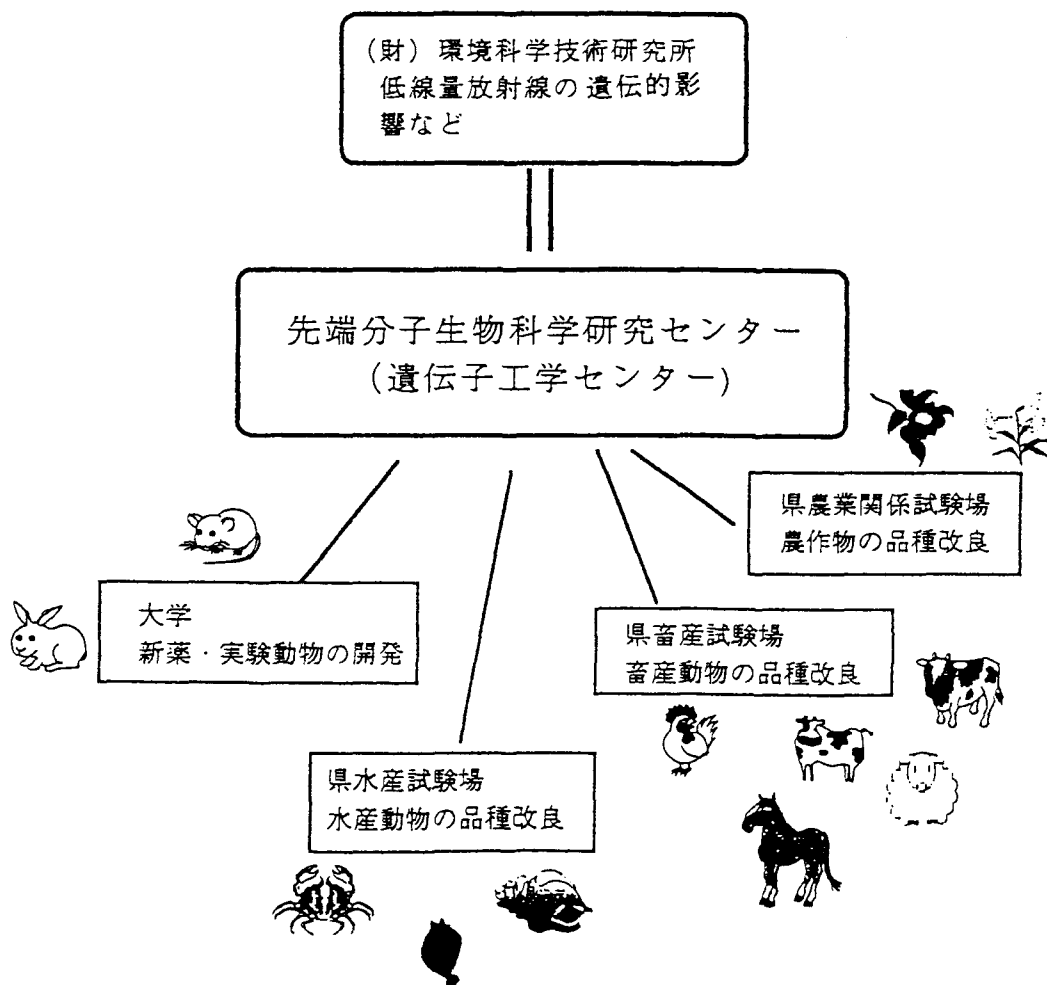 (財)環境科学技術研究所
低線量放射線の遺伝的影
響など
先端分子生物科学研究センター
(遺伝子工学センター)
県農業関係試験場
農作物の品種改良
大学
新薬・実験動物の開発
県畜産試験場
畜産動物の品種改良
県水産試験場
水産動物の品種改良